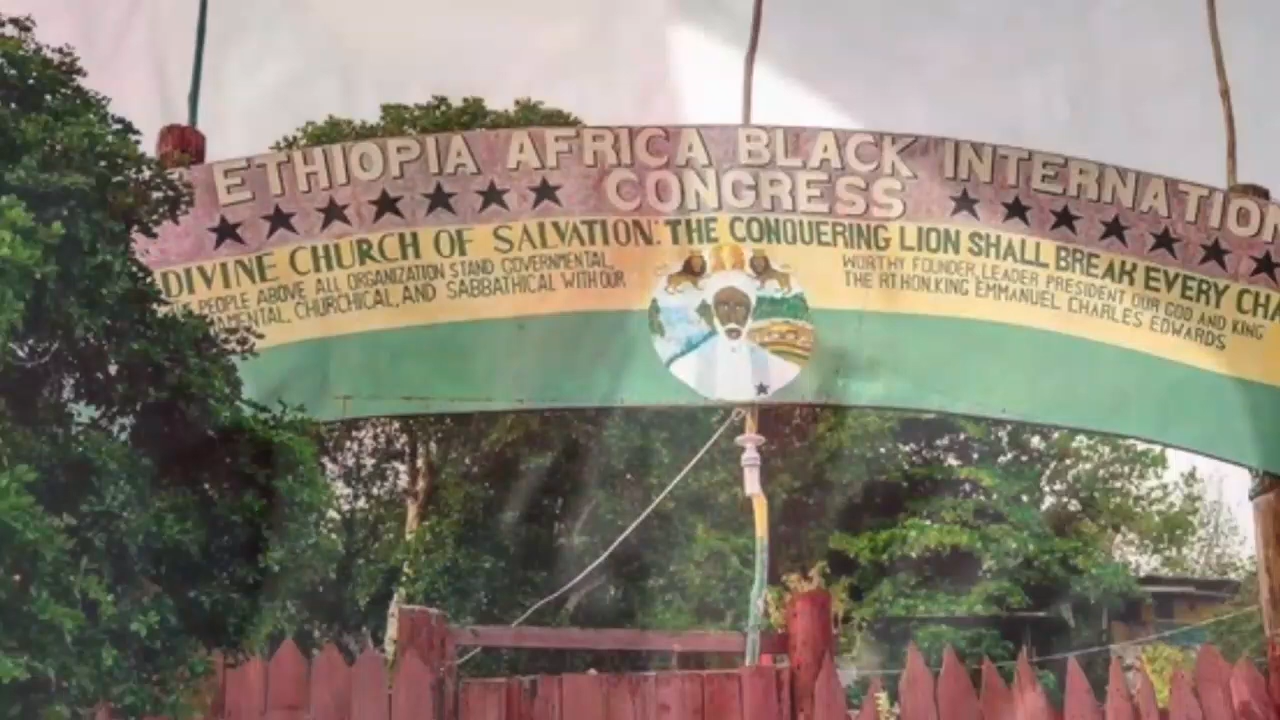 ETHIOPIA AFRICA BLACK INTERNATION
CONGRESS
DIVINE CHURCH OF SALVATION: THE CONQUERING LION SHALL BREAK EVERY CHA
PEOPLE ABOVE ALL ORGANIZATION STAND GOVERNMENTAL,
AMENTAL, CHURCHICAL, AND SABBATHICAL WITH OUR
WORTHY FOUNDER, LEADER PRESIDENT OUR GOD AND KING
THE RT HON. KING EMMANUEL CHARLES EDWARDS